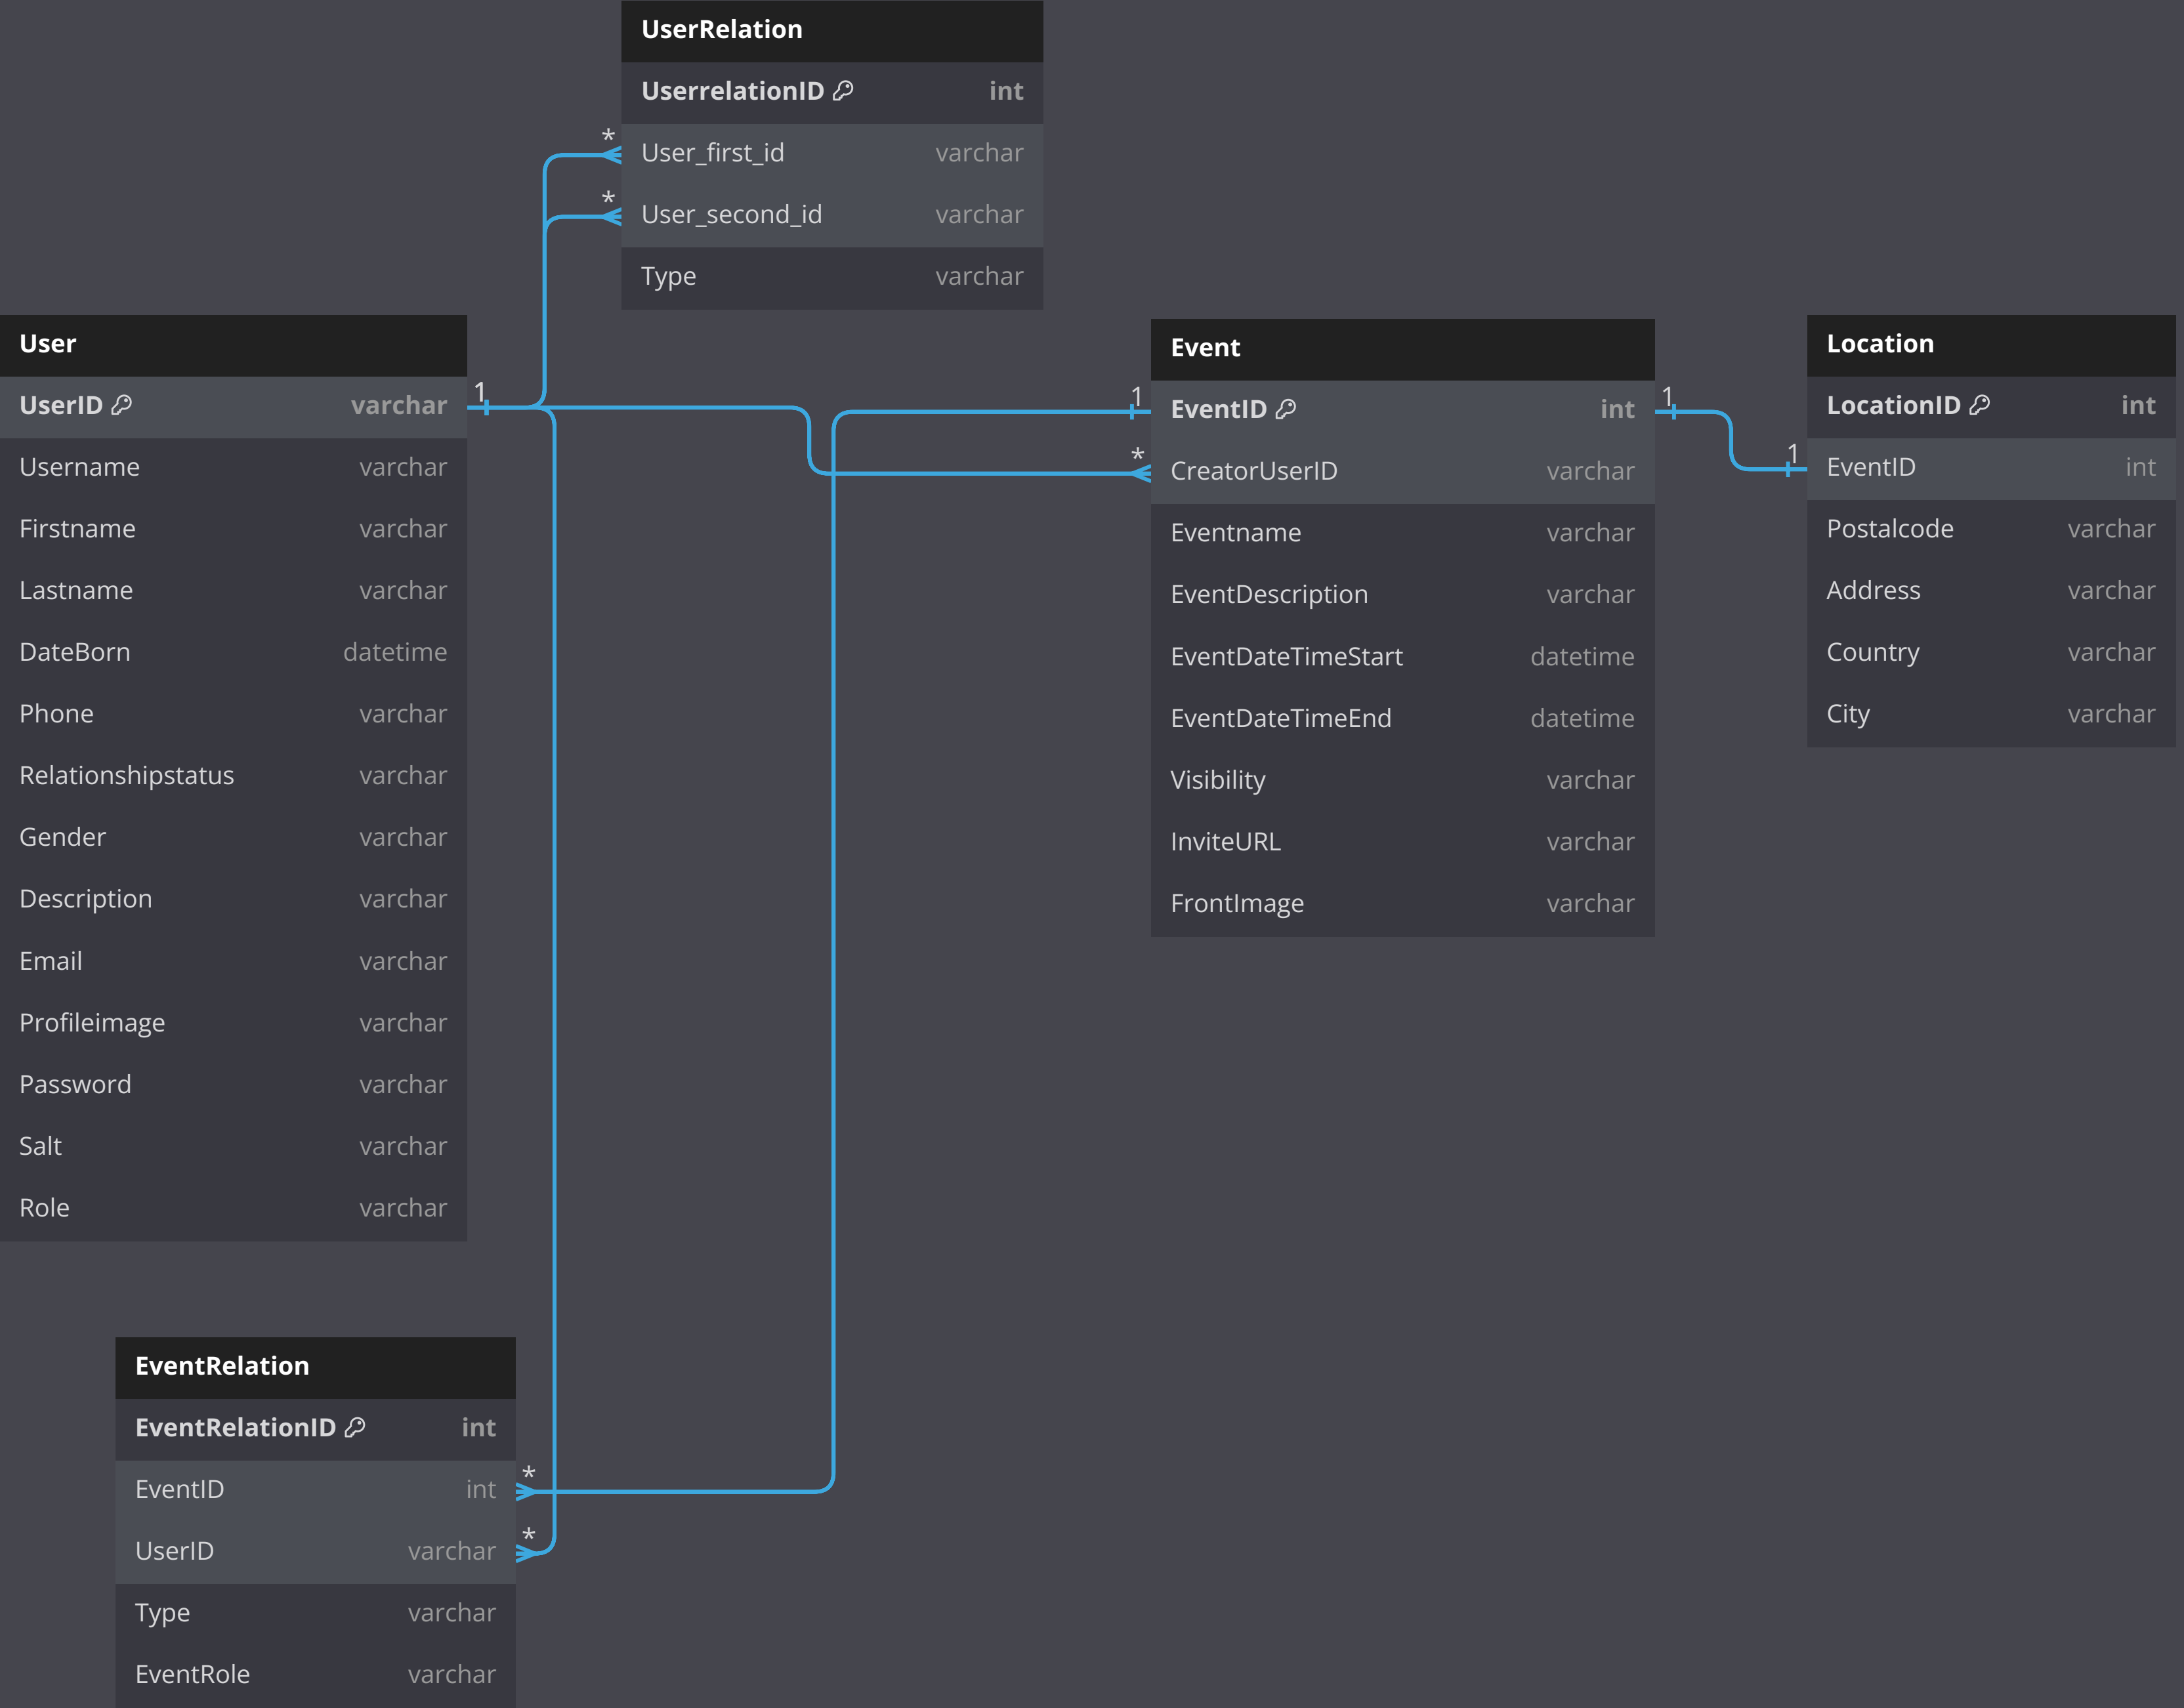 UserRelation
UserrelationID int
User_first_id varchar
User_second_id varchar
Type varchar
*
*
User
UserID varchar
Username varchar
Firstname varchar
Lastname varchar
DateBorn datetime
Phone varchar
Relationshipstatus varchar
Gender varchar
Description varchar
Email varchar
Profileimage varchar
Password varchar
Salt varchar
Role varchar
1
Event
EventID int
CreatorUserID varchar
Eventname varchar
EventDescription varchar
EventDateTimeStart datetime
EventDateTimeEnd datetime
Visibility varchar
InviteURL varchar
FrontImage varchar
1
*
1
Location
LocationID int
EventID int
Postalcode varchar
Address varchar
Country varchar
City varchar
1
EventRelation
EventRelationID int
EventID int
UserID varchar
Type varchar
EventRole varchar
*
*